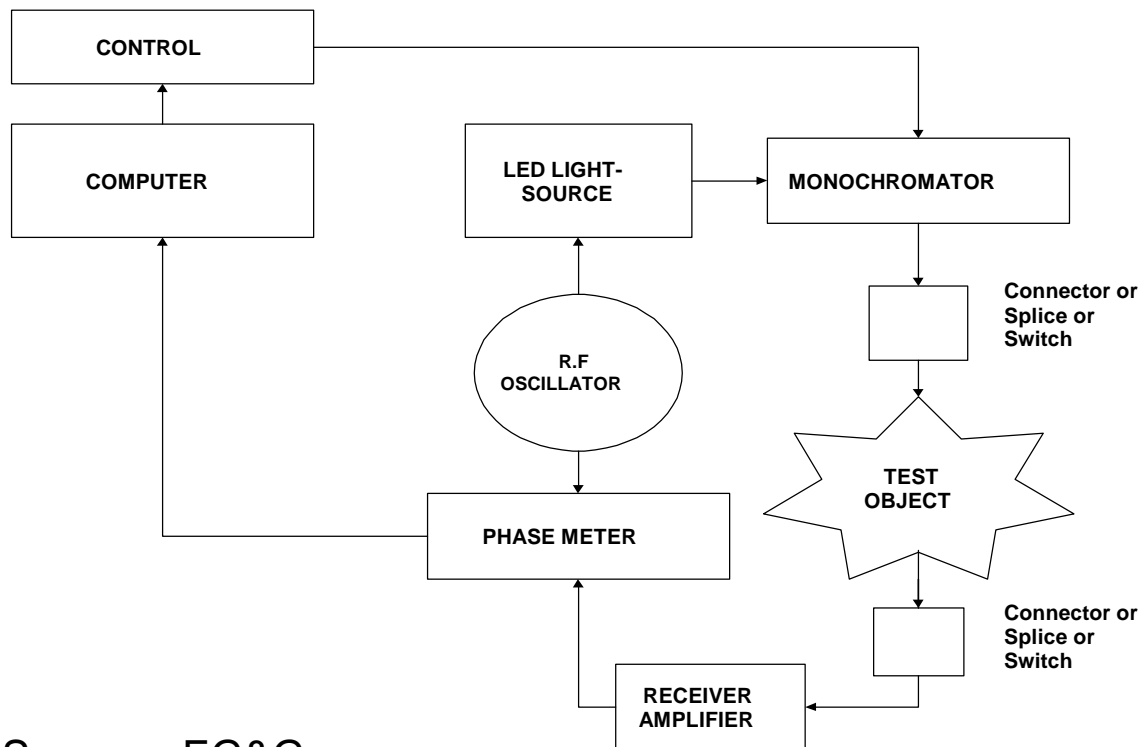 CONTROL
COMPUTER
LED LIGHT-
SOURCE
MONOCHROMATOR
Connector or
Splice or
Switch
R.F
OSCILLATOR
TEST
OBJECT
PHASE METER
Connector or
Splice or
Switch
RECEIVER
AMPLIFIER